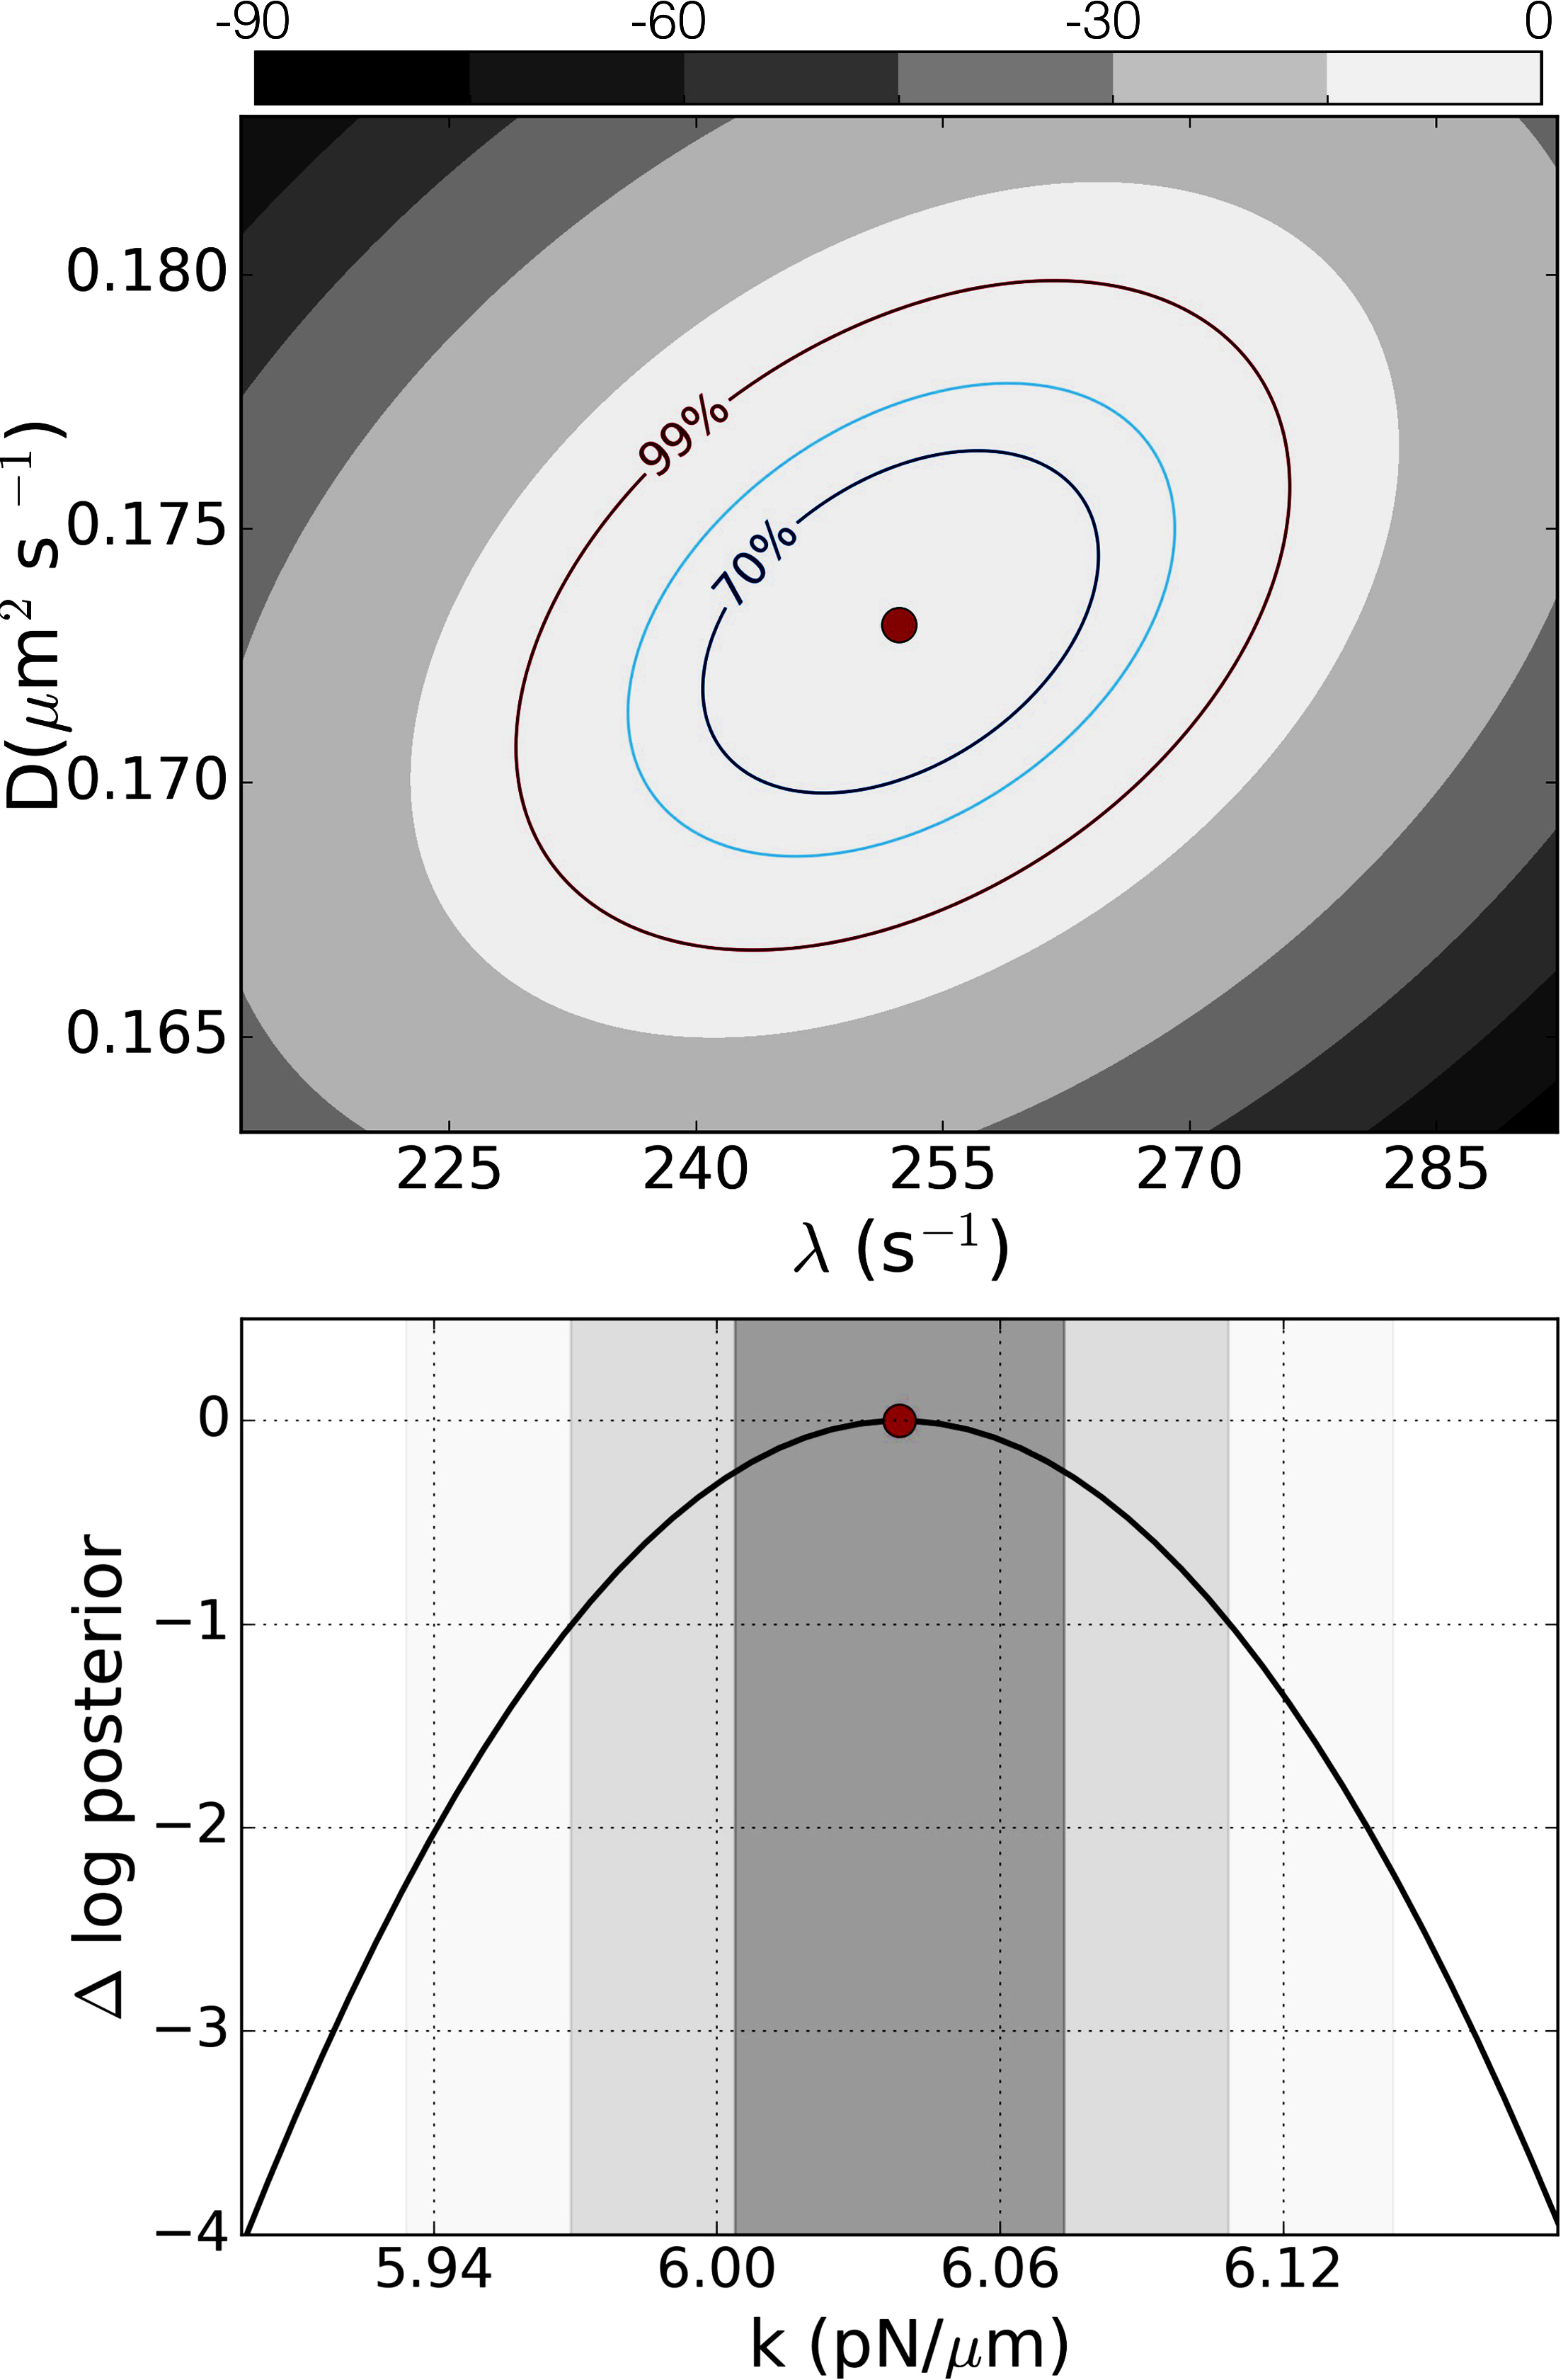 -90 -60 -30 0
0.180
99%
0.175
70%
0.170
0.165
D(μm² s⁻¹)
225 240 255 270 285
λ (s⁻¹)
0
−1
−2
−3
−4
Δ log posterior
5.94 6.00 6.06 6.12
k (pN/μm)